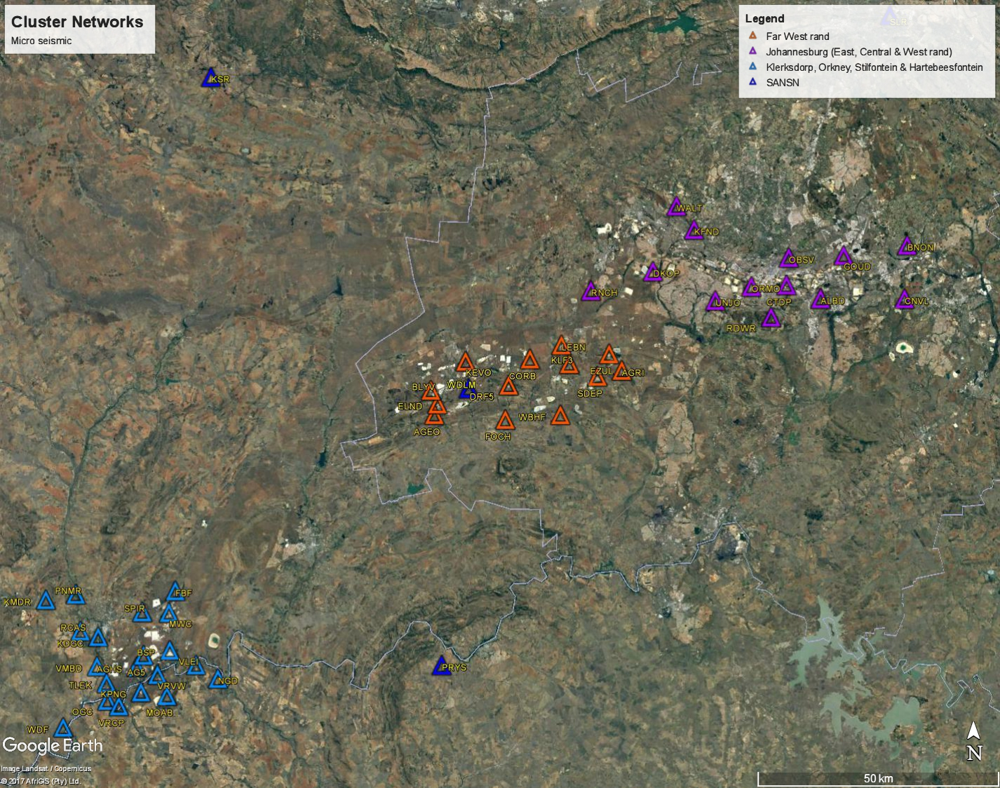 Cluster Networks
Micro seismic
Legend
Far West rand
Johannesburg (East, Central & West rand)
Klerksdorp, Orkney, Stilfontein & Hartebeesfontein
SANSN
SLR
KSR
WALT
KFND
BNON
OBSV
GOUD
DKOP
RNCH
ORMO
UNJO
CTDP
ALBD
CNVL
RDWR
LEBN
KLF3
KEVO
CORB
EZUL
AGRI
BLYV
WDLM
DRF5
SDEP
ELND
WBHF
AGEO
FOCH
PNMR
FBF
KMDR
SPIR
MWC
RCAS
KDGC
BSP
VLEI
VMBD
AGHS
AG5
PRYS
TLEK
VRVW
NGD
KPNG
OGC
MOAB
VRCP
WDF
Google Earth
Image Landsat / Copernicus
© 2017 AfriGIS (Pty) Ltd.
N
50 km